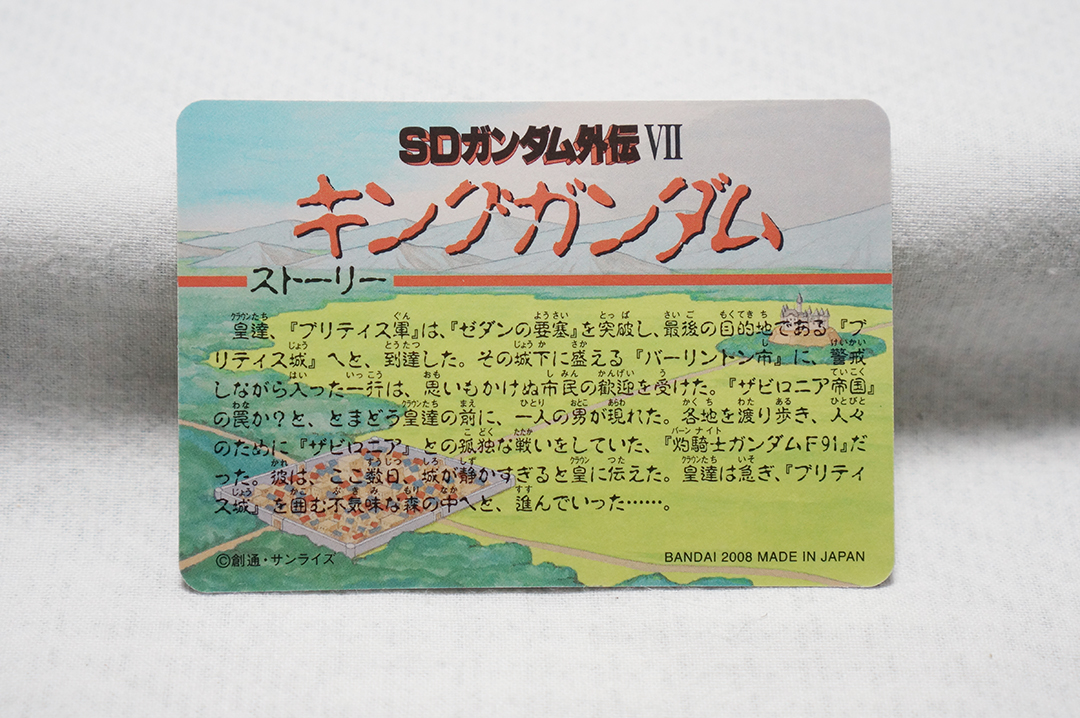 SDガンダム外伝 VII
キングガンダム
ストーリー
皇達、『ブリティス軍』は、『ゼダンの要塞』を突破し、最後の目的地である『ブ
リティス城』へと、到達した。その城下に盛える『バーリントン市』に、警戒
しながら入った一行は、思いもかけぬ市民の歓迎を受けた。『ザビロニア帝国』
の罠か?と、とまどう皇達の前に、一人の男が現れた。各地を渡り歩き、人々
のために『ザビロニア』との孤独な戦いをしていた、『灼騎士ガンダムF91』だ
った。彼は、ここ数日、城が静かすぎると皇に伝えた。皇達は急ぎ、『ブリティ
ス城』を囲む不気味な森の中へと、進んでいった……。
©創通・サンライズ
BANDAI 2008 MADE IN JAPAN